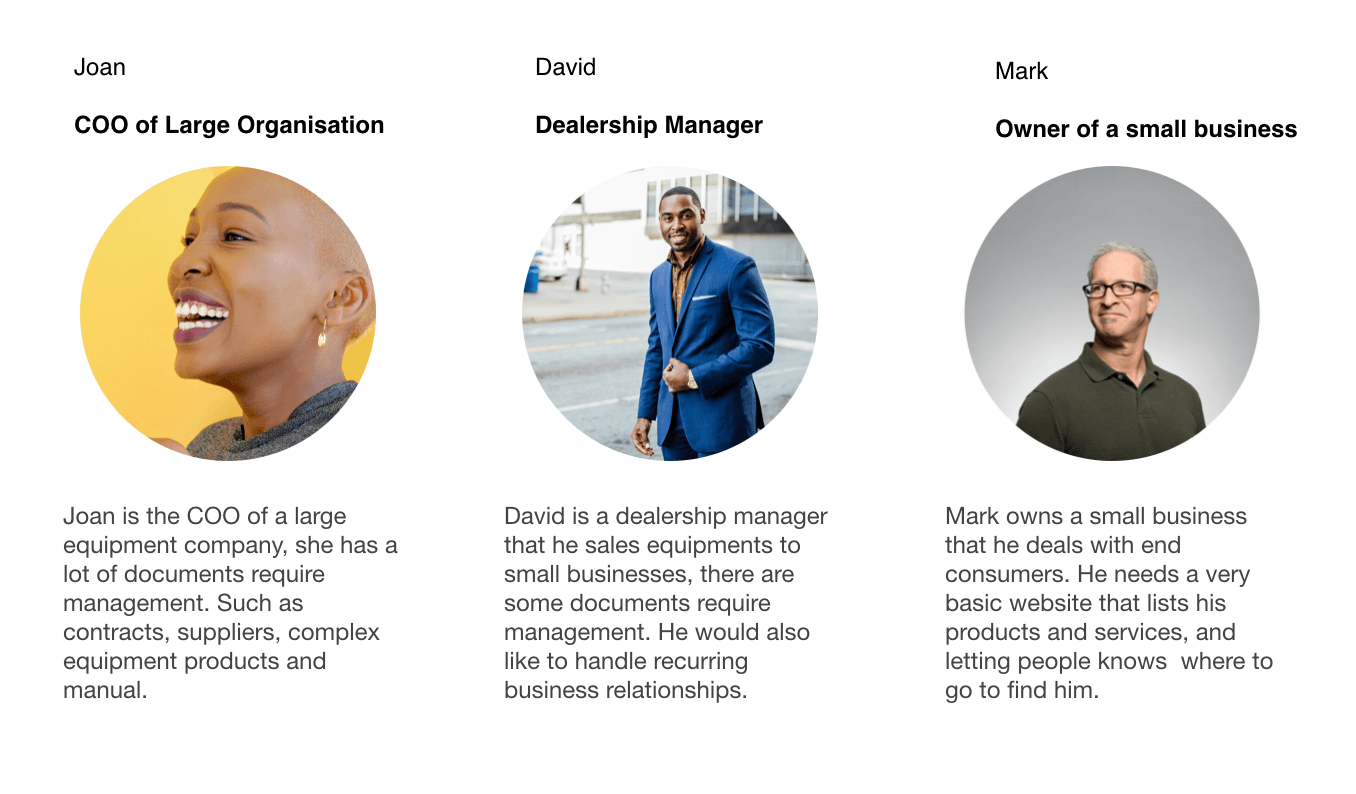 Joan
COO of Large Organisation
Joan is the COO of a large
equipment company, she has a
lot of documents require
management. Such as
contracts, suppliers, complex
equipment products and
manual.
David
Dealership Manager
David is a dealership manager
that he sales equipments to
small businesses, there are
some documents require
management. He would also
like to handle recurring
business relationships.
Mark
Owner of a small business
Mark owns a small business
that he deals with end
consumers. He needs a very
basic website that lists his
products and services, and
letting people knows  where to
go to find him.